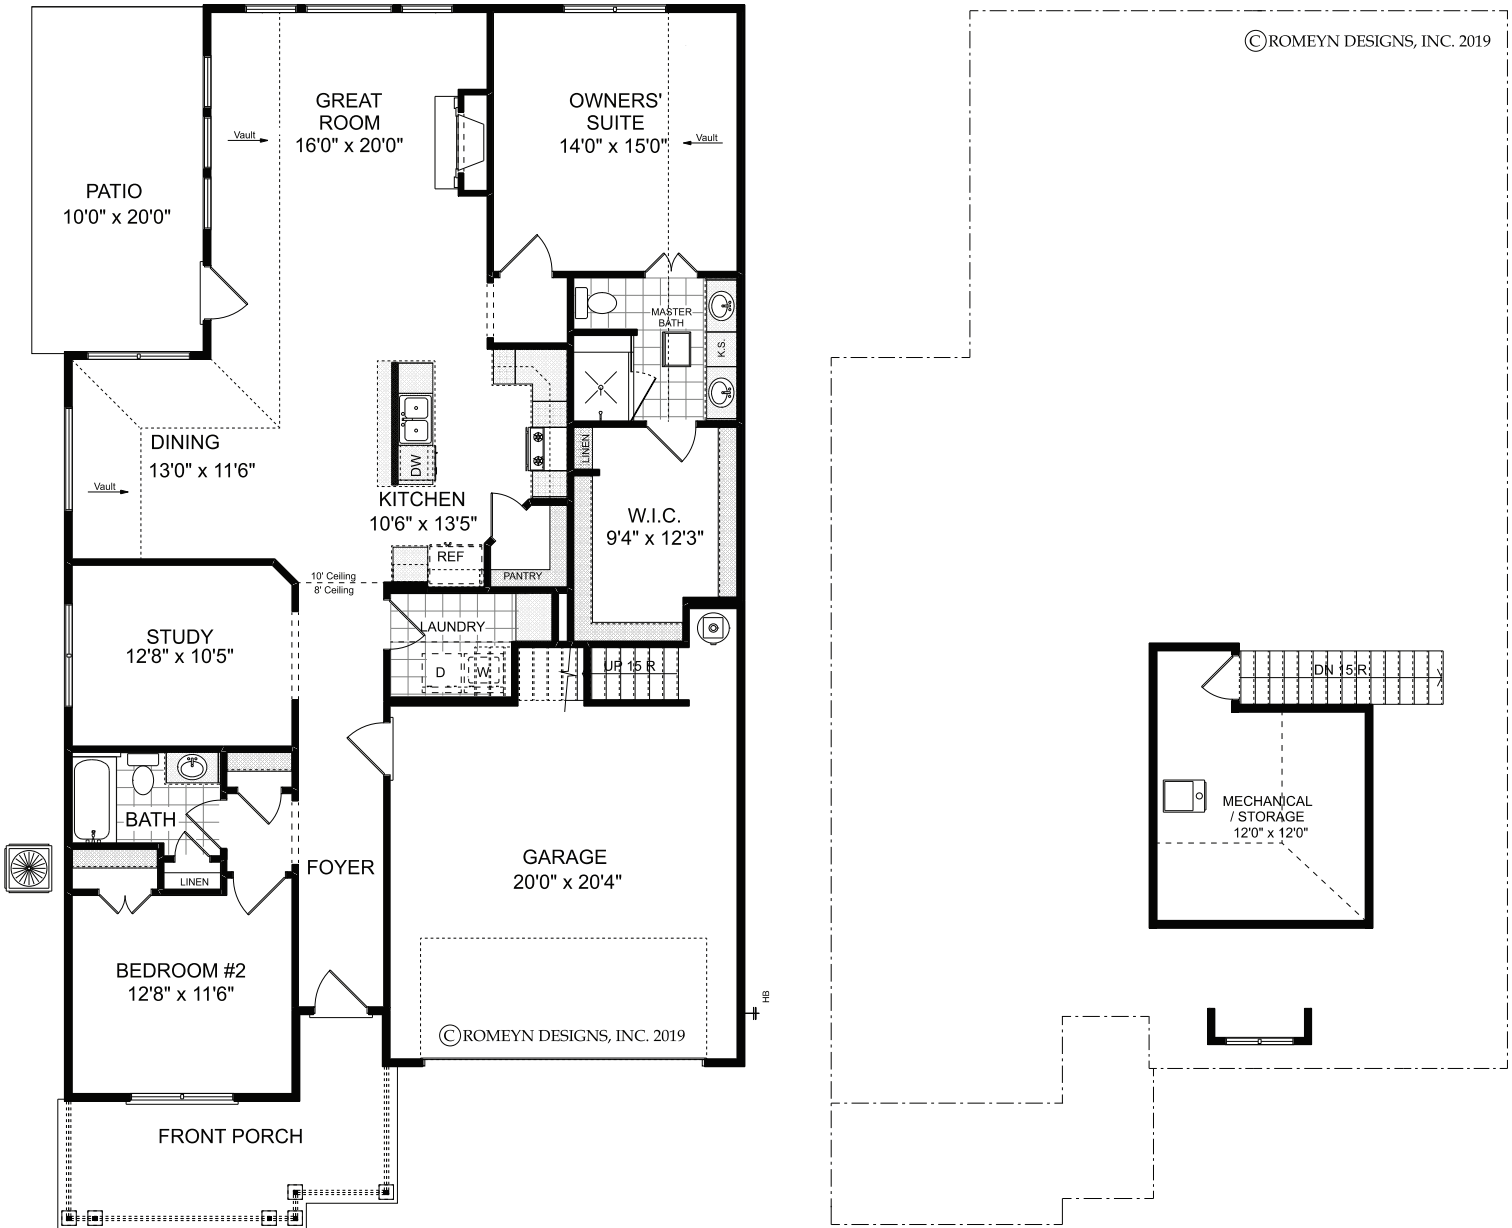 GREAT
ROOM
16'0" x 20'0"
Vault
OWNERS'
SUITE
14'0" x 15'0"
Vault
PATIO
10'0" x 20'0"
MASTER
BATH
K.S.
DINING
13'0" x 11'6"
Vault
DW
KITCHEN
10'6" x 13'5"
REF
PANTRY
LINEN
W.I.C.
9'4" x 12'3"
10' Ceiling
8' Ceiling
STUDY
12'8" x 10'5"
LAUNDRY
D
W
UP 15 R
BATH
LINEN
FOYER
GARAGE
20'0" x 20'4"
BEDROOM #2
12'8" x 11'6"
HB
©ROMEYN DESIGNS, INC. 2019
FRONT PORCH
©ROMEYN DESIGNS, INC. 2019
DN 15 R
MECHANICAL
/ STORAGE
12'0" x 12'0"